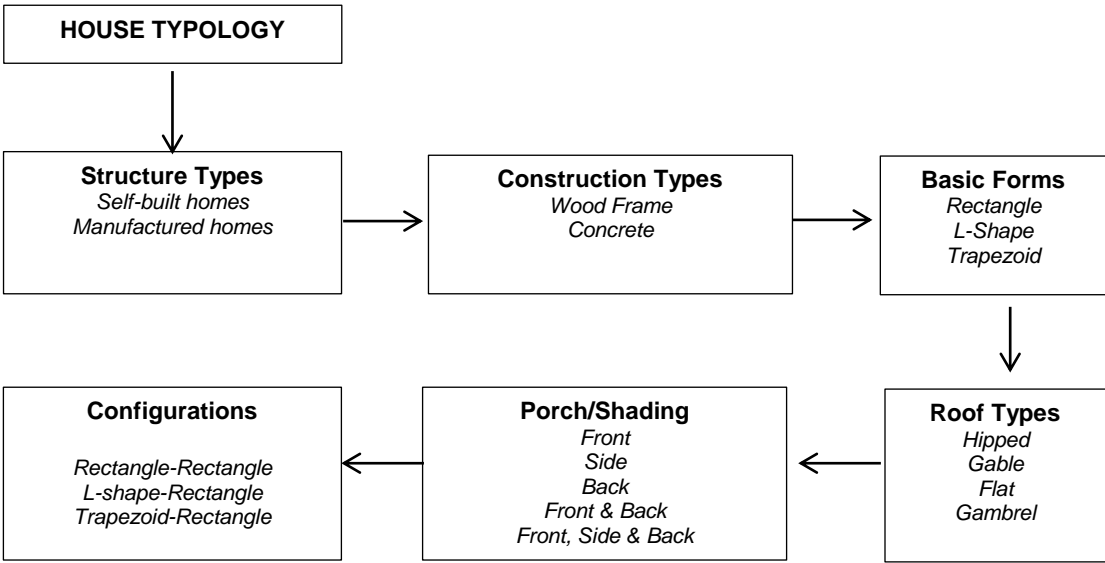 HOUSE TYPOLOGY
Structure Types
Self-built homes
Manufactured homes
Construction Types
Wood Frame
Concrete
Basic Forms
Rectangle
L-Shape
Trapezoid
Roof Types
Hipped
Gable
Flat
Gambrel
Porch/Shading
Front
Side
Back
Front & Back
Front, Side & Back
Configurations
Rectangle-Rectangle
L-shape-Rectangle
Trapezoid-Rectangle